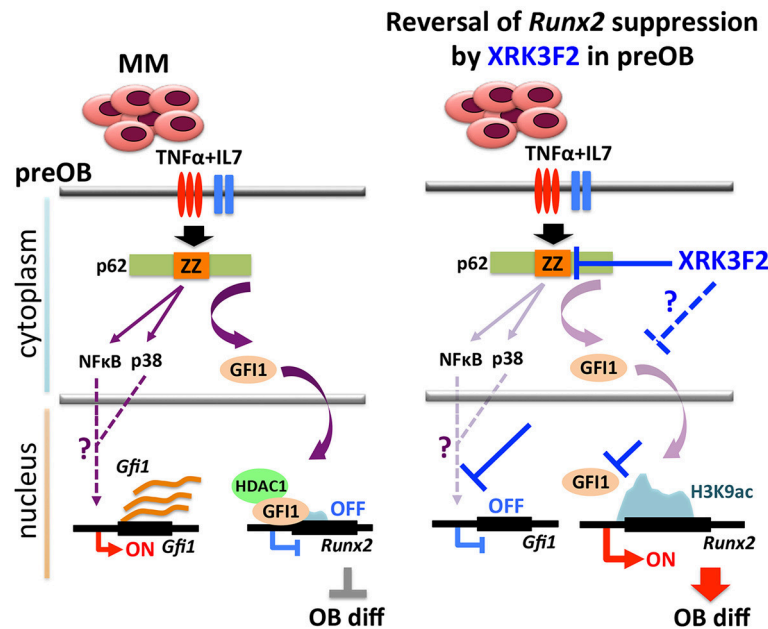 MM
TNFα+IL7
preOB
cytoplasm
p62
ZZ
NFκB p38
GFI1
nucleus
?
Gfi1
HDAC1
GFI1
OFF
ON
Gfi1
Runx2
OB diff
Reversal of Runx2 suppression
by XRK3F2 in preOB
TNFα+IL7
p62
ZZ
XRK3F2
?
NFκB p38
GFI1
?
GFI1
H3K9ac
OFF
Gfi1
ON
Runx2
OB diff